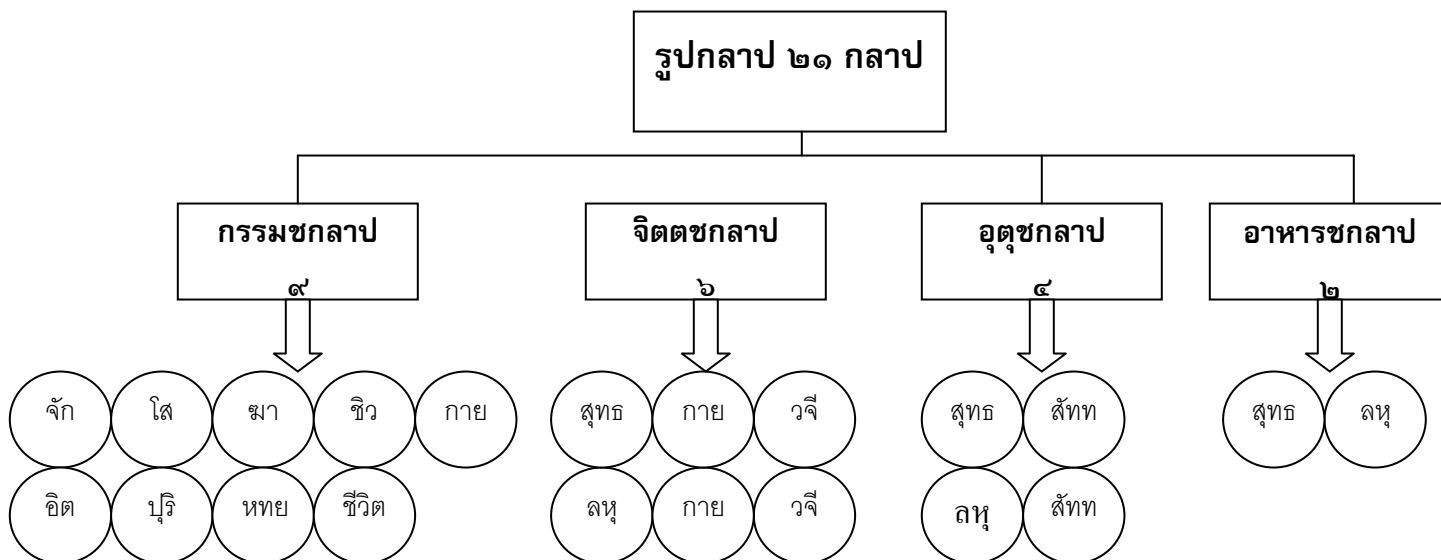 รูปกลาป ๒๑ กลาป
กรรมชกลาป
๙
จิตตชกลาป
๖
อุตุชกลาป
๔
อาหารชกลาป
๒
จัก โส ฆา ชิว กาย
อิต ปุริ หทย ชีวิต
สุทธ กาย วจี
ลหุ กาย วจี
สุทธ สัทท
ลหุ สัทท
สุทธ ลหุ